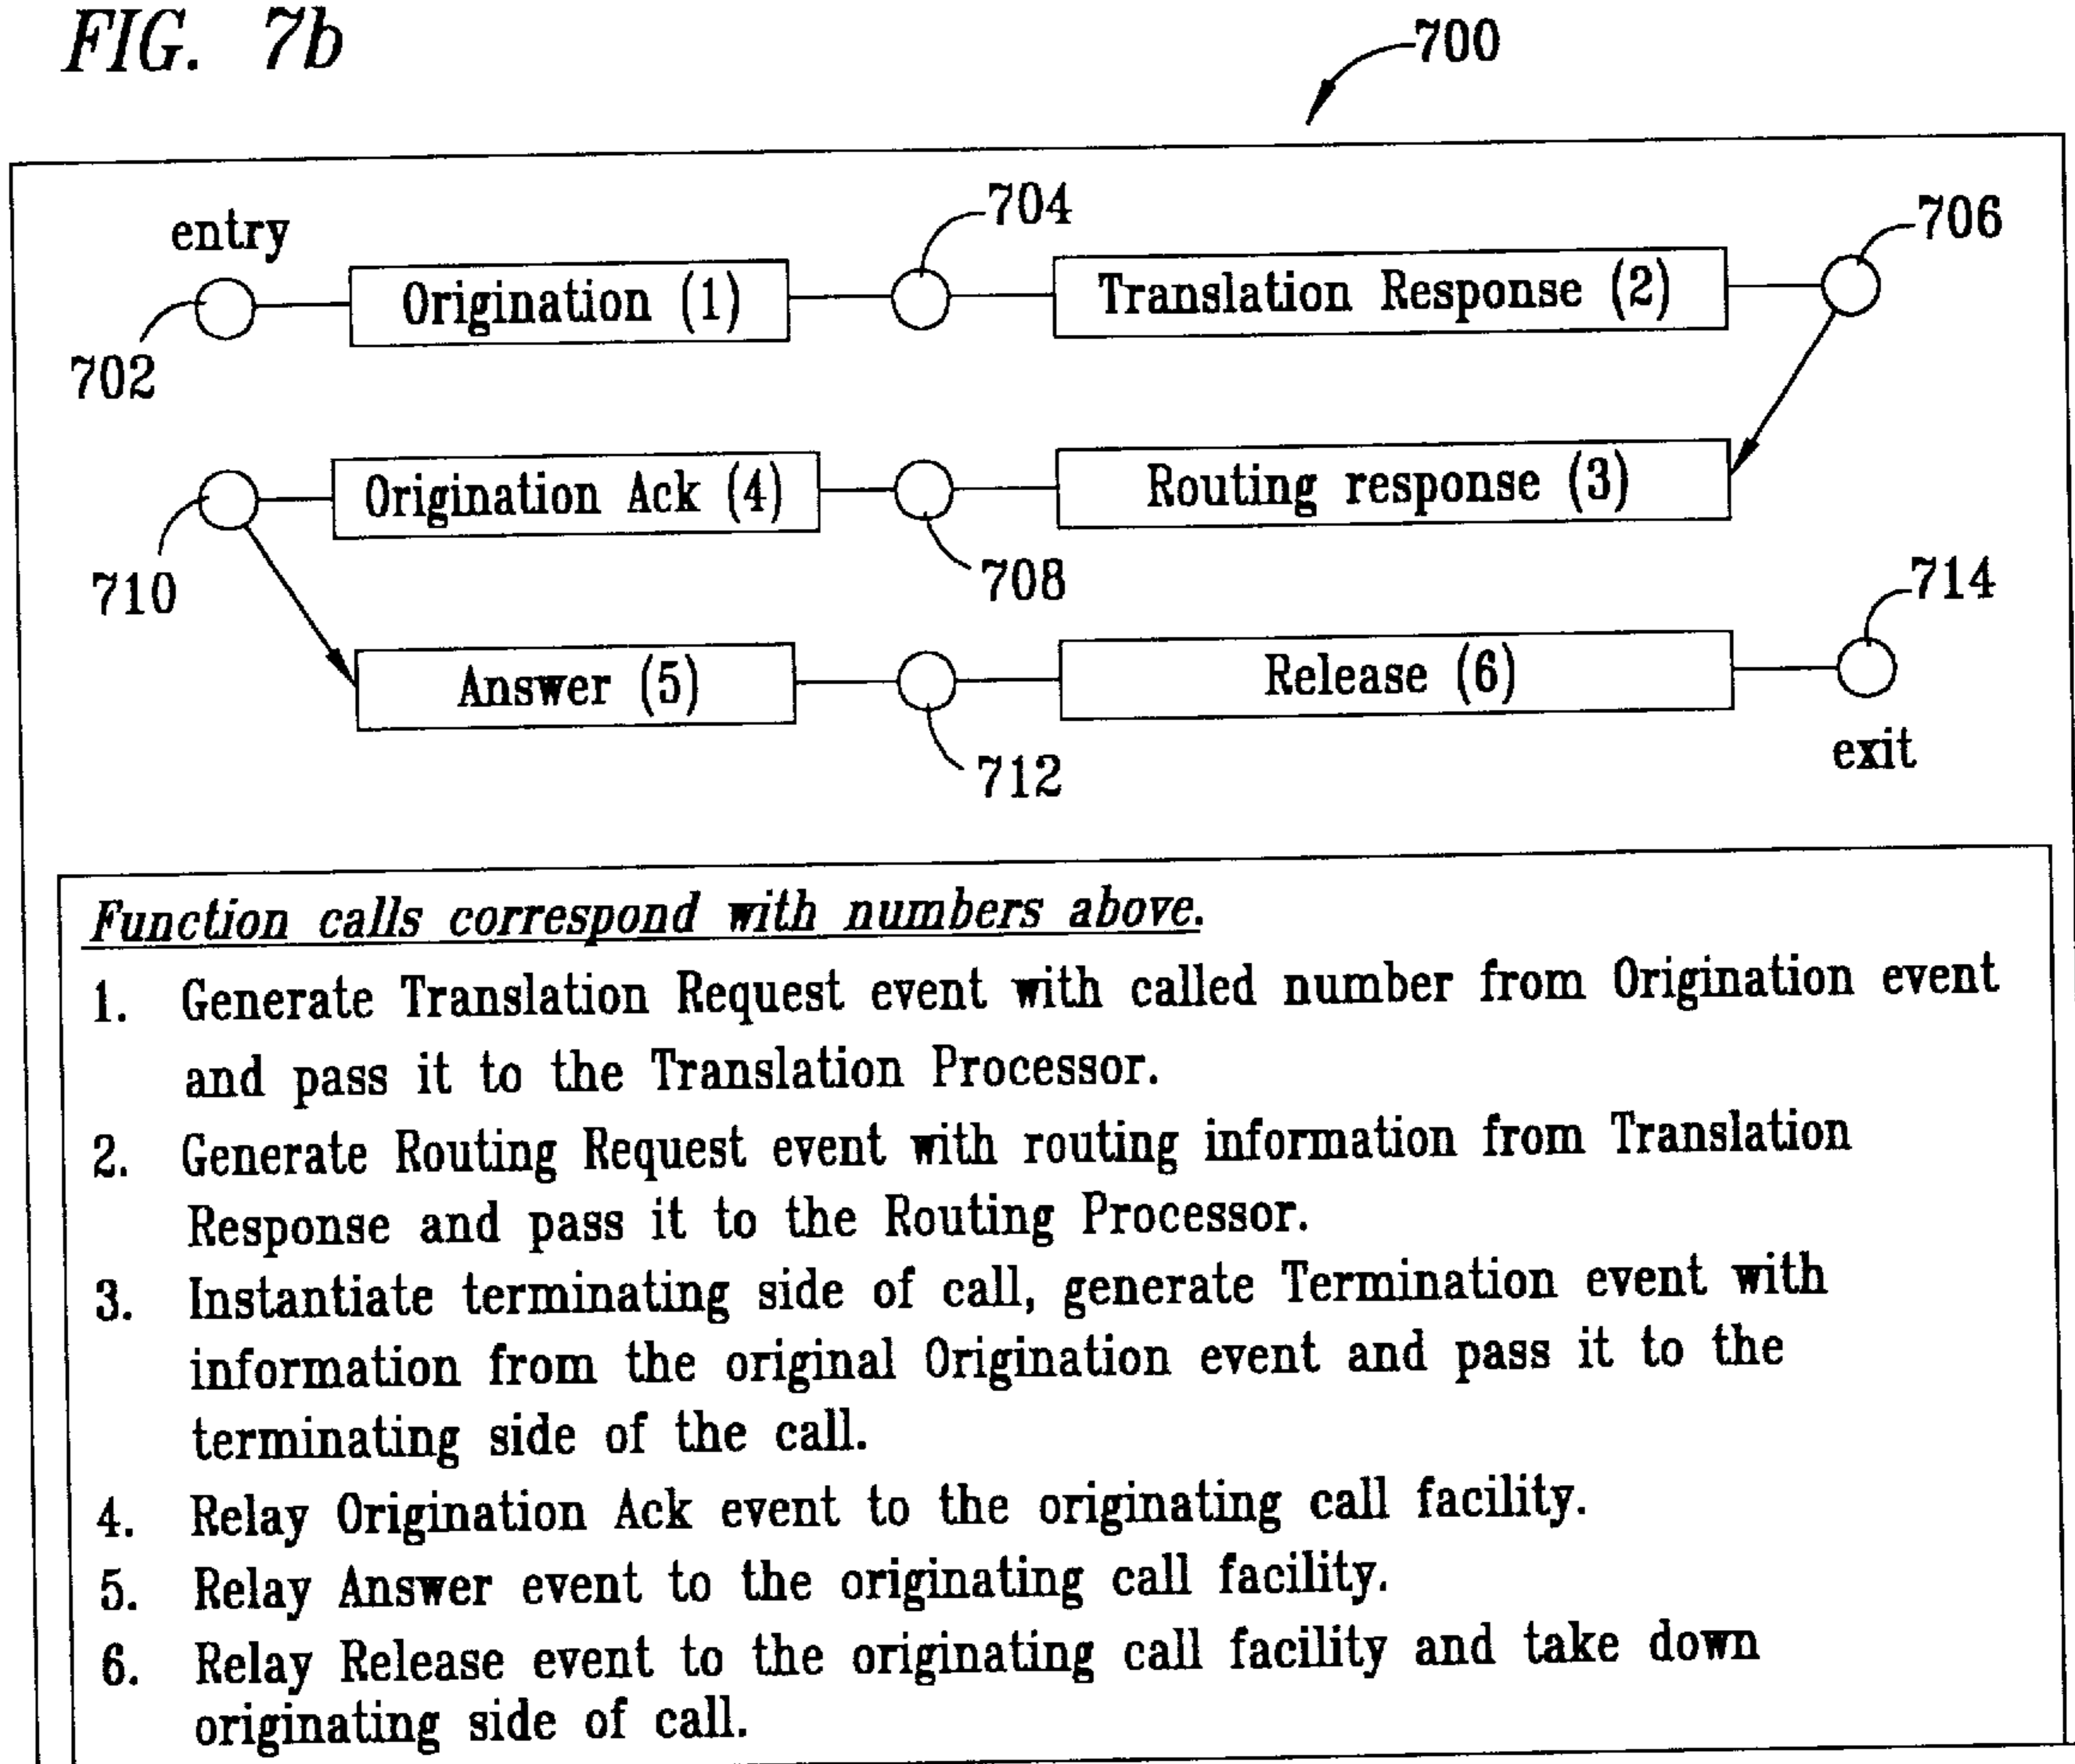 FIG. 7b
700
entry
704
706
Origination (1)
Translation Response (2)
702
Origination Ack (4)
Routing response (3)
710
708
714
Answer (5)
Release (6)
712
exit
Function calls correspond with numbers above.
1. Generate Translation Request event with called number from Origination event
and pass it to the Translation Processor.
2. Generate Routing Request event with routing information from Translation
Response and pass it to the Routing Processor.
3. Instantiate terminating side of call, generate Termination event with
information from the original Origination event and pass it to the
terminating side of the call.
4. Relay Origination Ack event to the originating call facility.
5. Relay Answer event to the originating call facility.
6. Relay Release event to the originating call facility and take down
originating side of call.